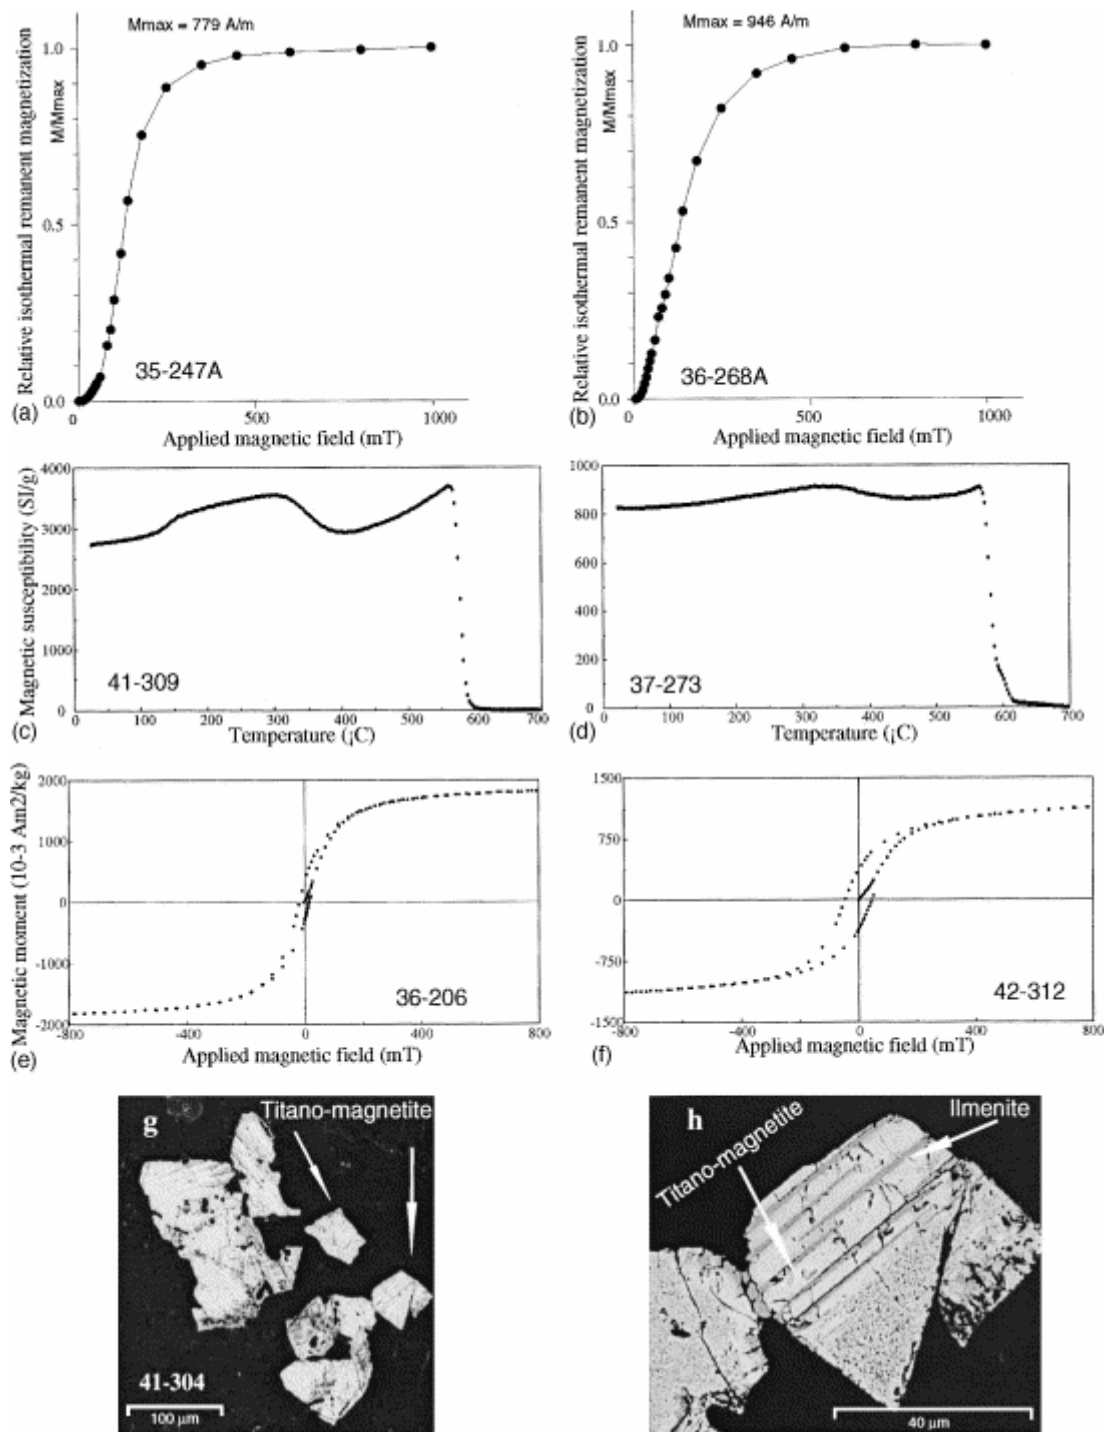 Mmax = 779 A/m
Mmax = 946 A/m
Relative isothermal remanent magnetization
M/Mmax
1.0
0.5
0.0
0
500
1000
35-247A
(a)
Applied magnetic field (mT)
Relative isothermal remanent magnetization
M/Mmax
1.0
0.5
0.0
0
500
1000
36-268A
(b)
Applied magnetic field (mT)
Magnetic susceptibility (SI/g)
4000
3000
2000
1000
0
41-309
0 100 200 300 400 500 600 700
(c)
Temperature (¡C)
1000
800
600
400
200
0
37-273
0 100 200 300 400 500 600 700
(d)
Temperature (¡C)
Magnetic moment (10-3 Am2/kg)
2000
1000
0
-1000
-2000
36-206
-800 -400 0 400 800
(e)
Applied magnetic field (mT)
1500
750
0
-750
-1500
42-312
-800 -400 0 400 800
(f)
Applied magnetic field (mT)
g
Titano-magnetite
41-304
100 µm
h
Ilmenite
Titano-magnetite
40 µm